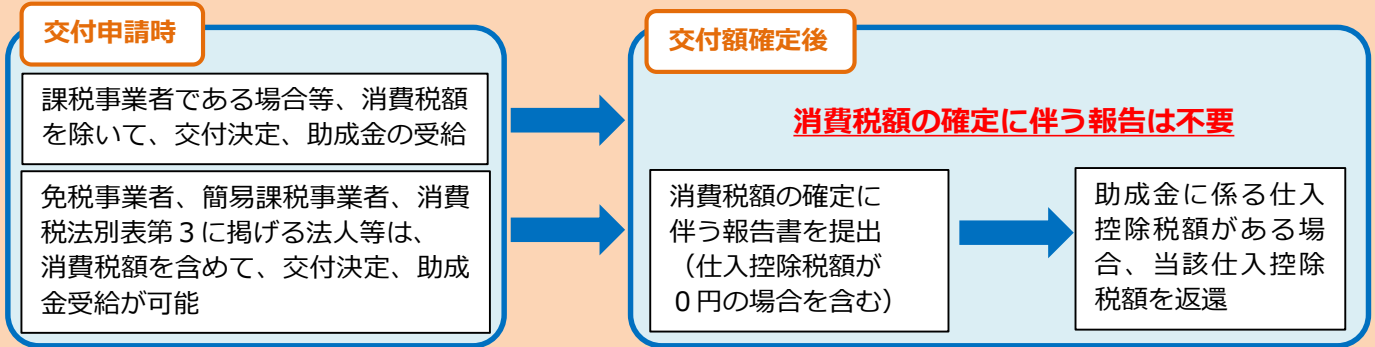 交付申請時
課税事業者である場合等、消費税額
を除いて、交付決定、助成金の受給
免税事業者、簡易課税事業者、消費
税法別表第３に掲げる法人等は、
消費税額を含めて、交付決定、助成
金受給が可能
交付額確定後
消費税額の確定に伴う報告は不要
消費税額の確定に
伴う報告書を提出
（仕入控除税額が
０円の場合を含む）
助成金に係る仕入
控除税額がある場
合、当該仕入控除
税額を返還